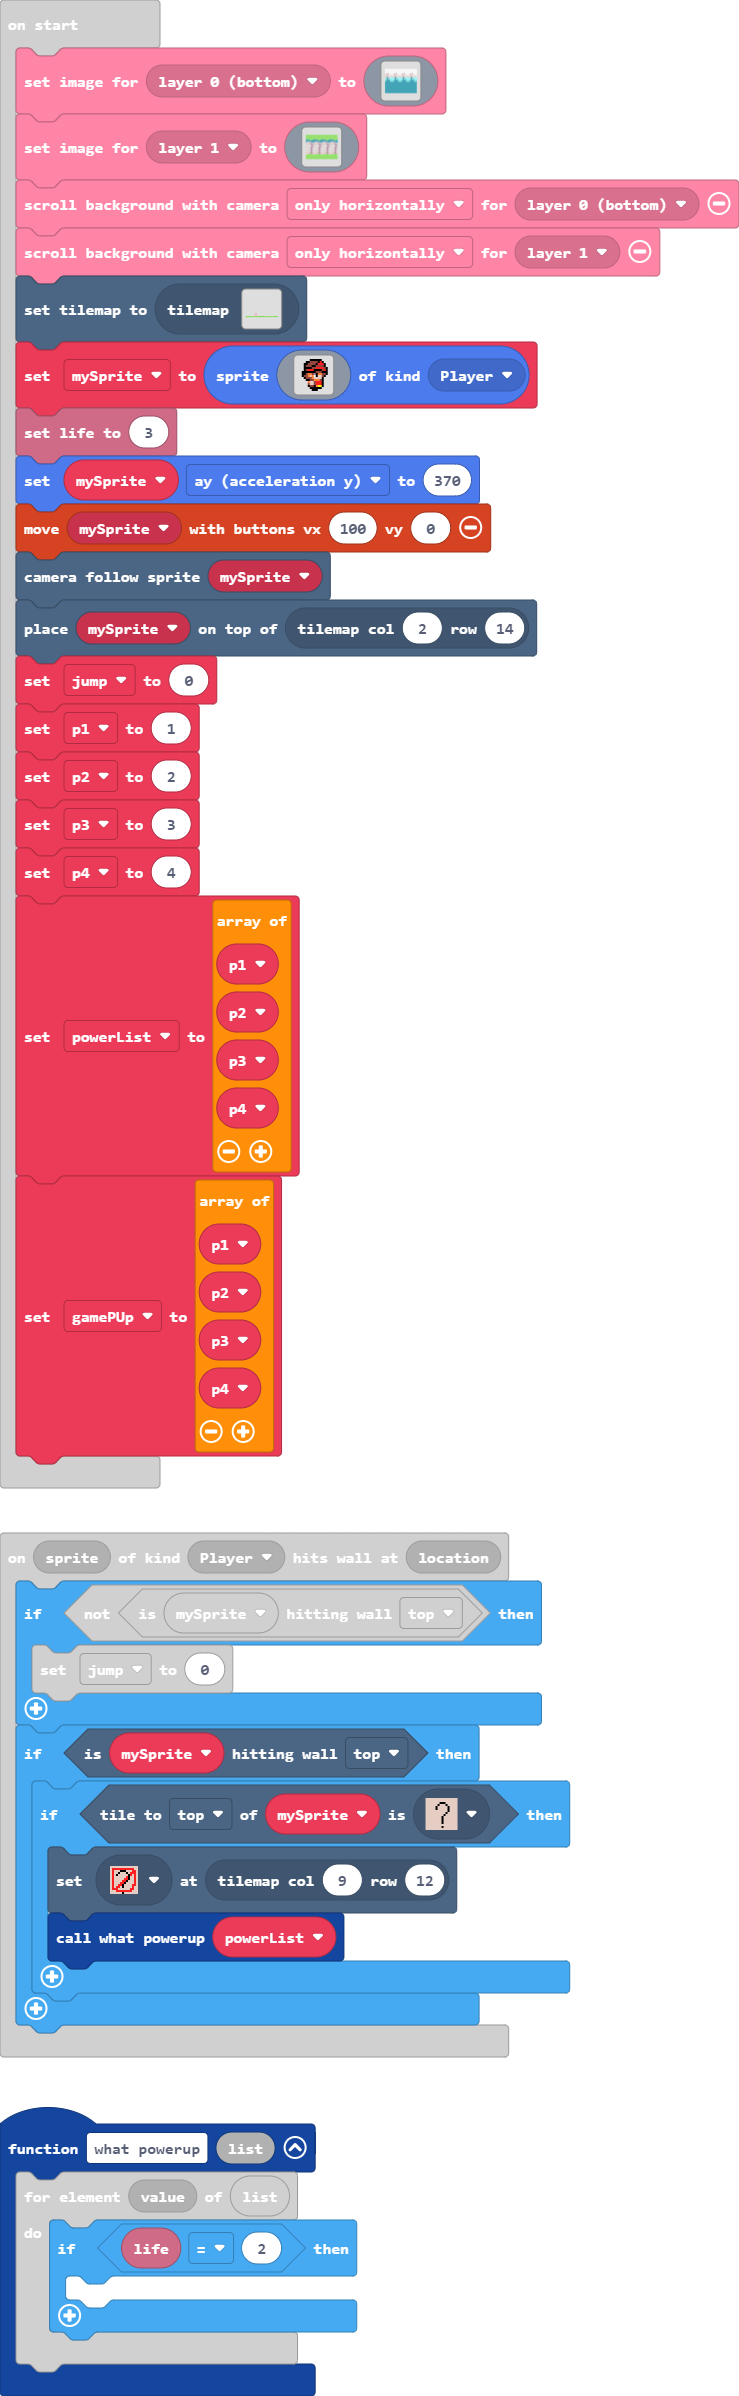 on start
set image for layer 0 (bottom) to
set image for layer 1 to
scroll background with camera only horizontally for layer 0 (bottom)
scroll background with camera only horizontally for layer 1
set tilemap to tilemap
set mySprite to sprite of kind Player
set life to 3
set mySprite ay (acceleration y) to 370
move mySprite with buttons vx 100 vy 0
camera follow sprite mySprite
place mySprite on top of tilemap col 2 row 14
set jump to 0
set p1 to 1
set p2 to 2
set p3 to 3
set p4 to 4
array of
p1
p2
set powerList to
p3
p4
array of
p1
p2
set gamePUp to
p3
p4
on sprite of kind Player hits wall at location
if not is mySprite hitting wall top then
set jump to 0
if is mySprite hitting wall top then
if tile to top of mySprite is ? then
set ? at tilemap col 9 row 12
call what powerup powerList
function what powerup list
for element value of list
do
if life = 2 then